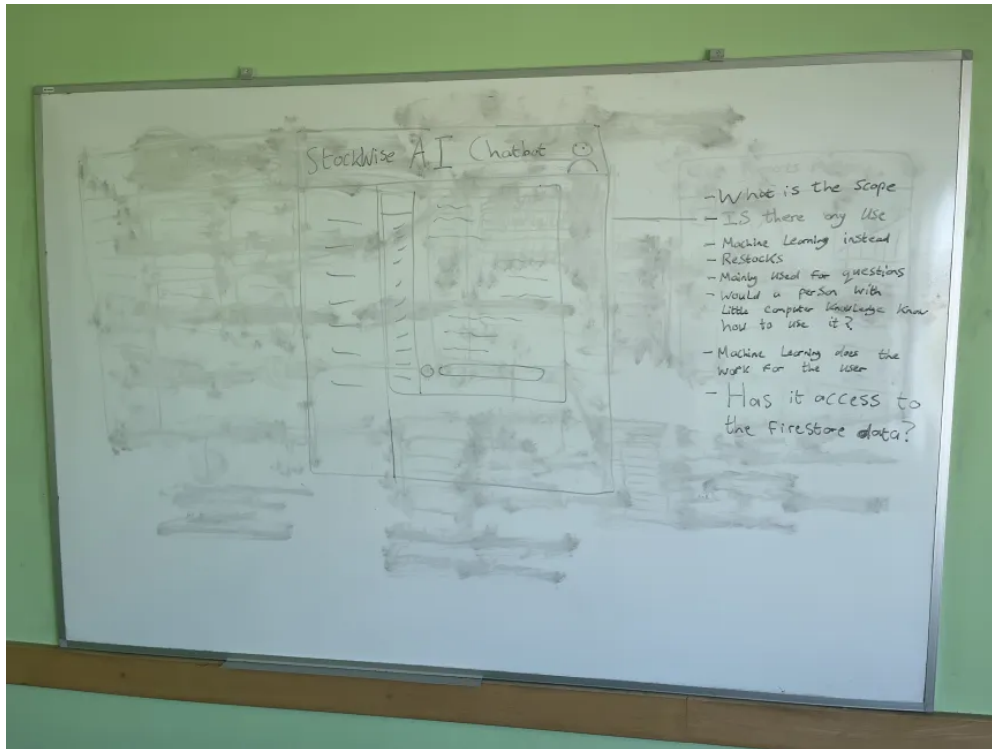 StockWise AI Chatbot
- What is the scope
- Is there any use
- Machine Learning instead
- Restocks
- Mainly used for questions
- Would a person with
Little computer knowledge know
how to use it?
- Machine Learning does the
work for the user
- Has it access to
the Firestore data?